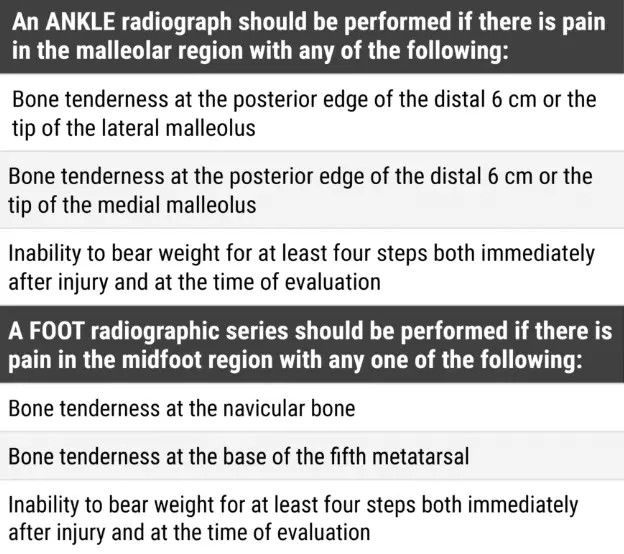 An ANKLE radiograph should be performed if there is pain
in the malleolar region with any of the following:
Bone tenderness at the posterior edge of the distal 6 cm or the
tip of the lateral malleolus
Bone tenderness at the posterior edge of the distal 6 cm or the
tip of the medial malleolus
Inability to bear weight for at least four steps both immediately
after injury and at the time of evaluation
A FOOT radiographic series should be performed if there is
pain in the midfoot region with any one of the following:
Bone tenderness at the navicular bone
Bone tenderness at the base of the fifth metatarsal
Inability to bear weight for at least four steps both immediately
after injury and at the time of evaluation